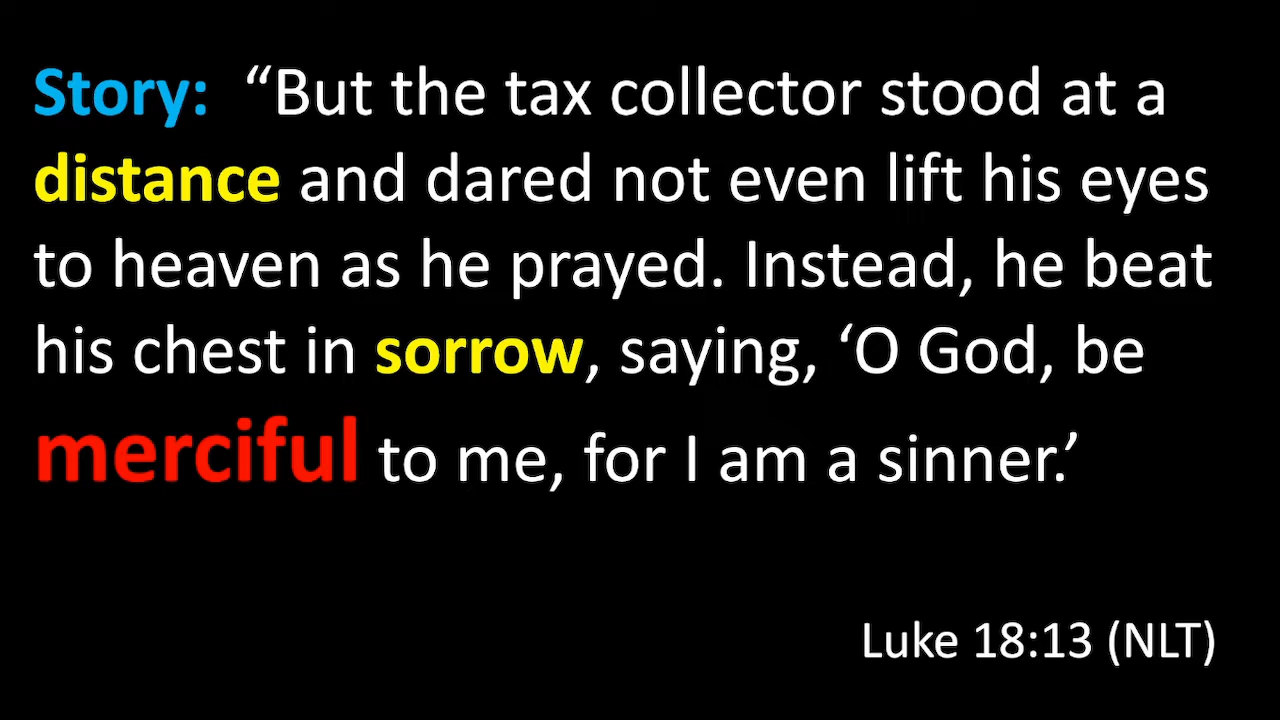 Story: “But the tax collector stood at a
distance and dared not even lift his eyes
to heaven as he prayed. Instead, he beat
his chest in sorrow, saying, ‘O God, be
merciful to me, for I am a sinner.’
Luke 18:13 (NLT)